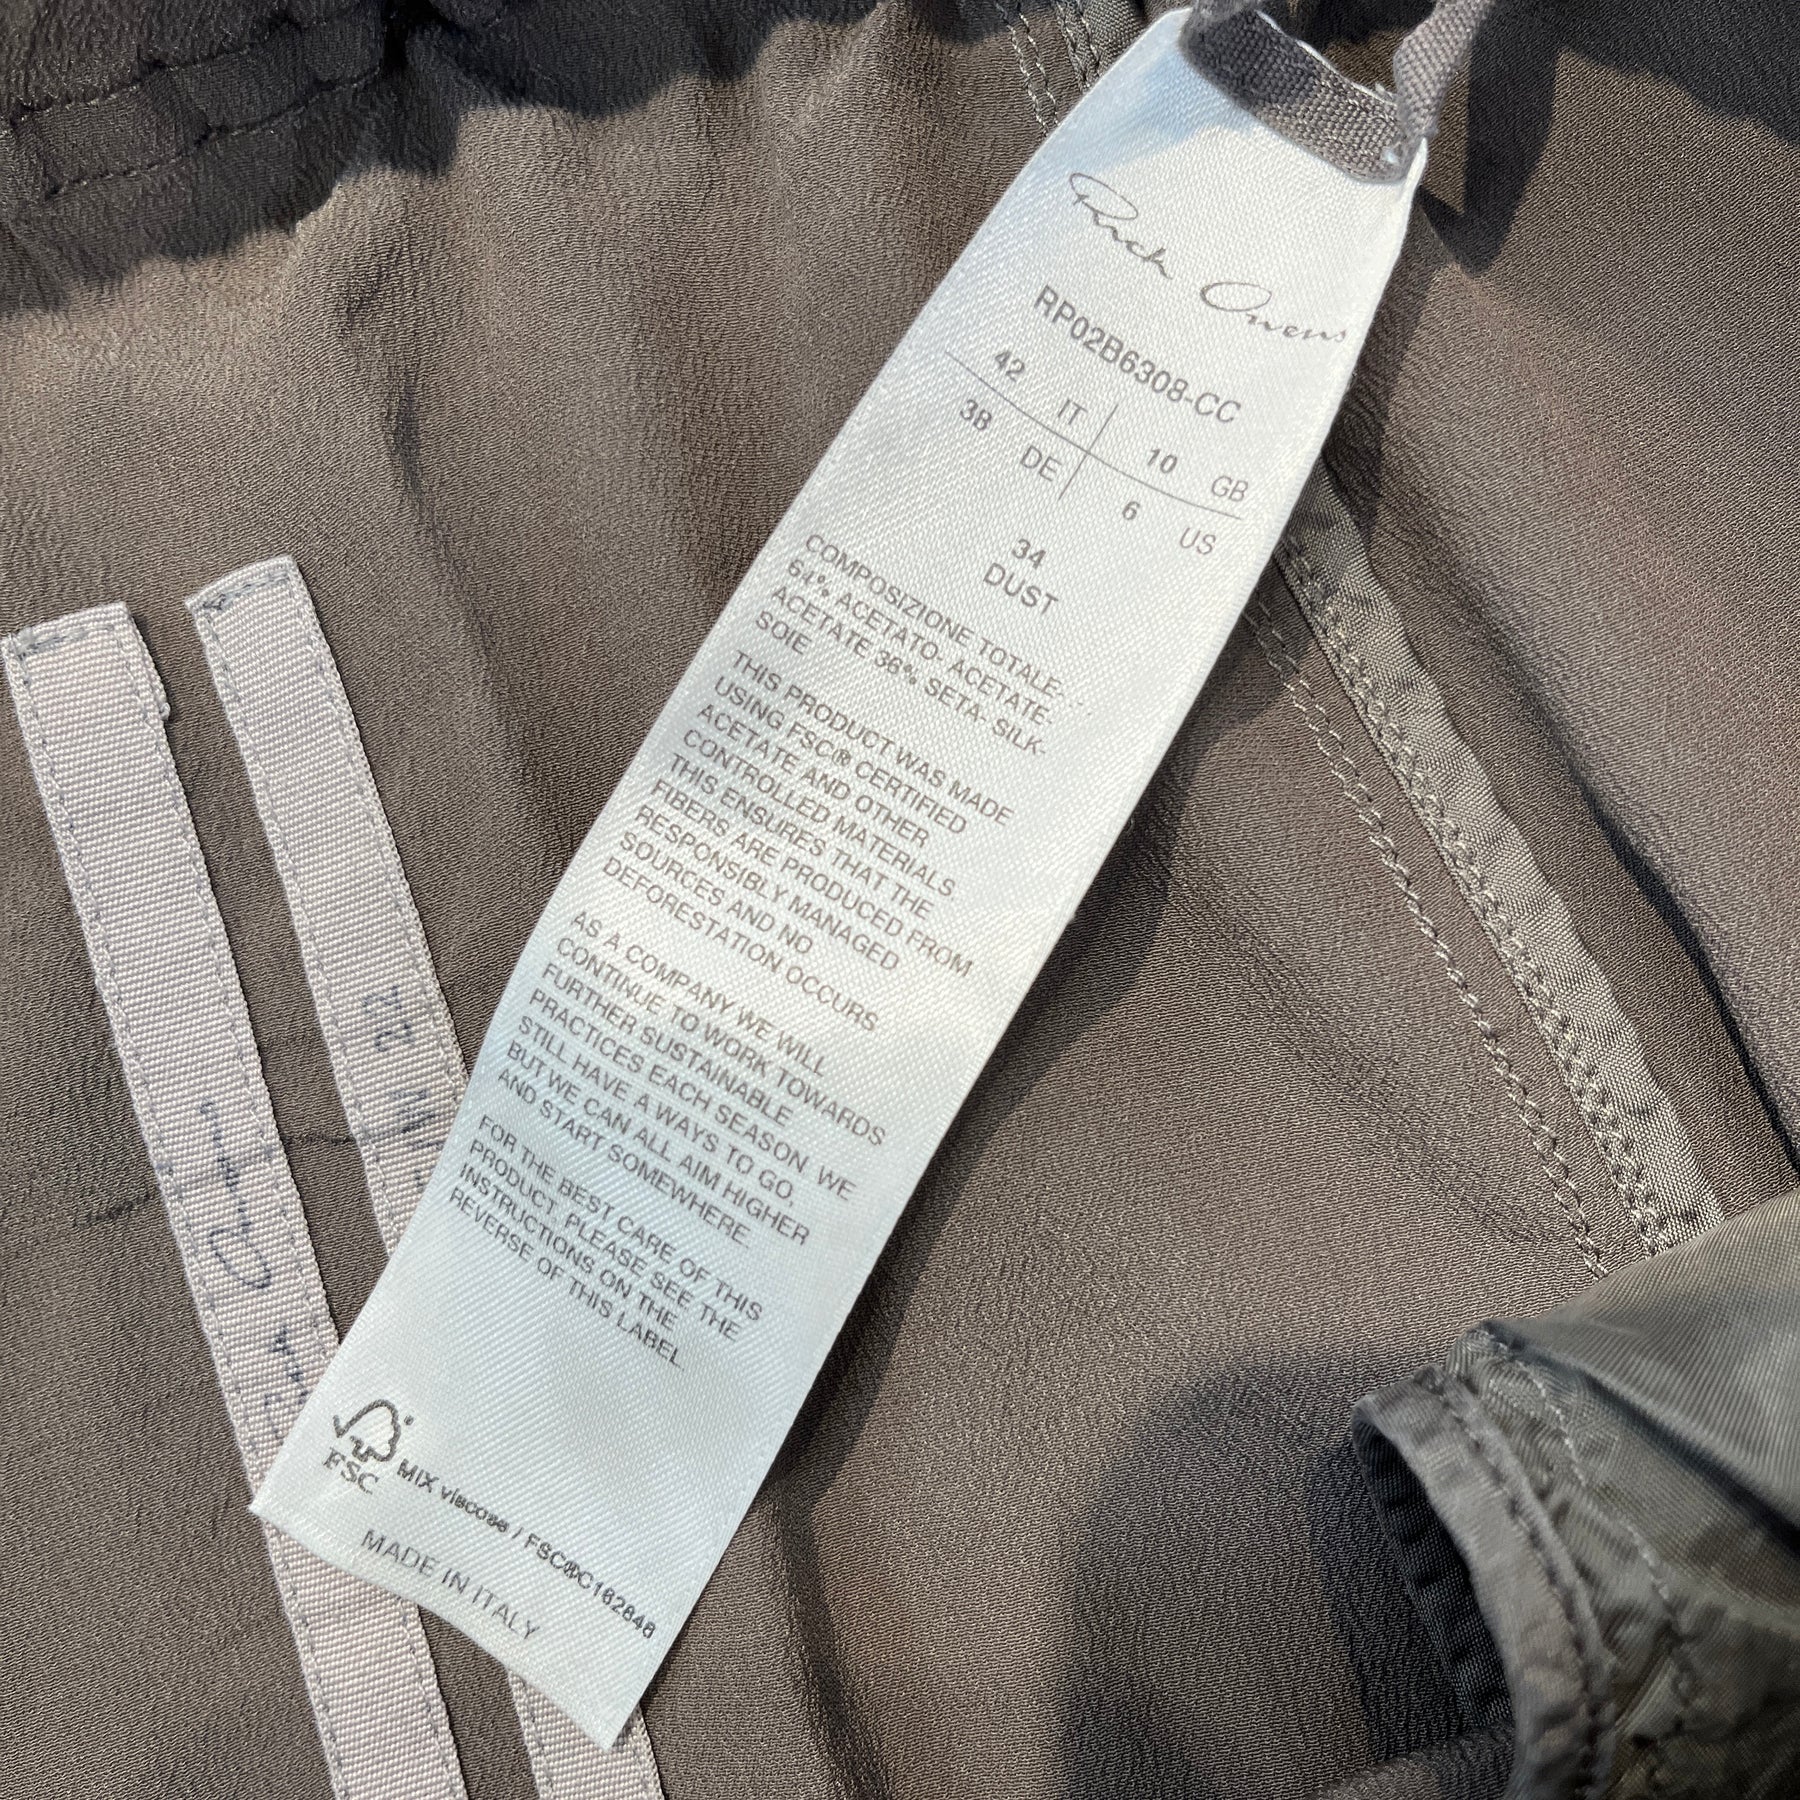 Rick Owens
RP02B6308-CC
42 IT 10 GB
38 DE 6 US
34
DUST
COMPOSIZIONE TOTALE-
64% ACETATO- ACETATE-
ACETATE 36% SETA- SILK-
SOIE
THIS PRODUCT WAS MADE
USING FSC® CERTIFIED
ACETATE AND OTHER
CONTROLLED MATERIALS
THIS ENSURES THAT THE
FIBERS ARE PRODUCED FROM
RESPONSIBLY MANAGED
SOURCES AND NO
DEFORESTATION OCCURS
AS A COMPANY WE WILL
CONTINUE TO WORK TOWARDS
FURTHER SUSTAINABLE
PRACTICES EACH SEASON. WE
STILL HAVE A WAYS TO GO,
BUT WE CAN ALL AIM HIGHER
AND START SOMEWHERE.
FOR THE BEST CARE OF THIS
PRODUCT, PLEASE SEE THE
INSTRUCTIONS ON THE
REVERSE OF THIS LABEL.
FSC
MIX viscose / FSC®C162848
MADE IN ITALY